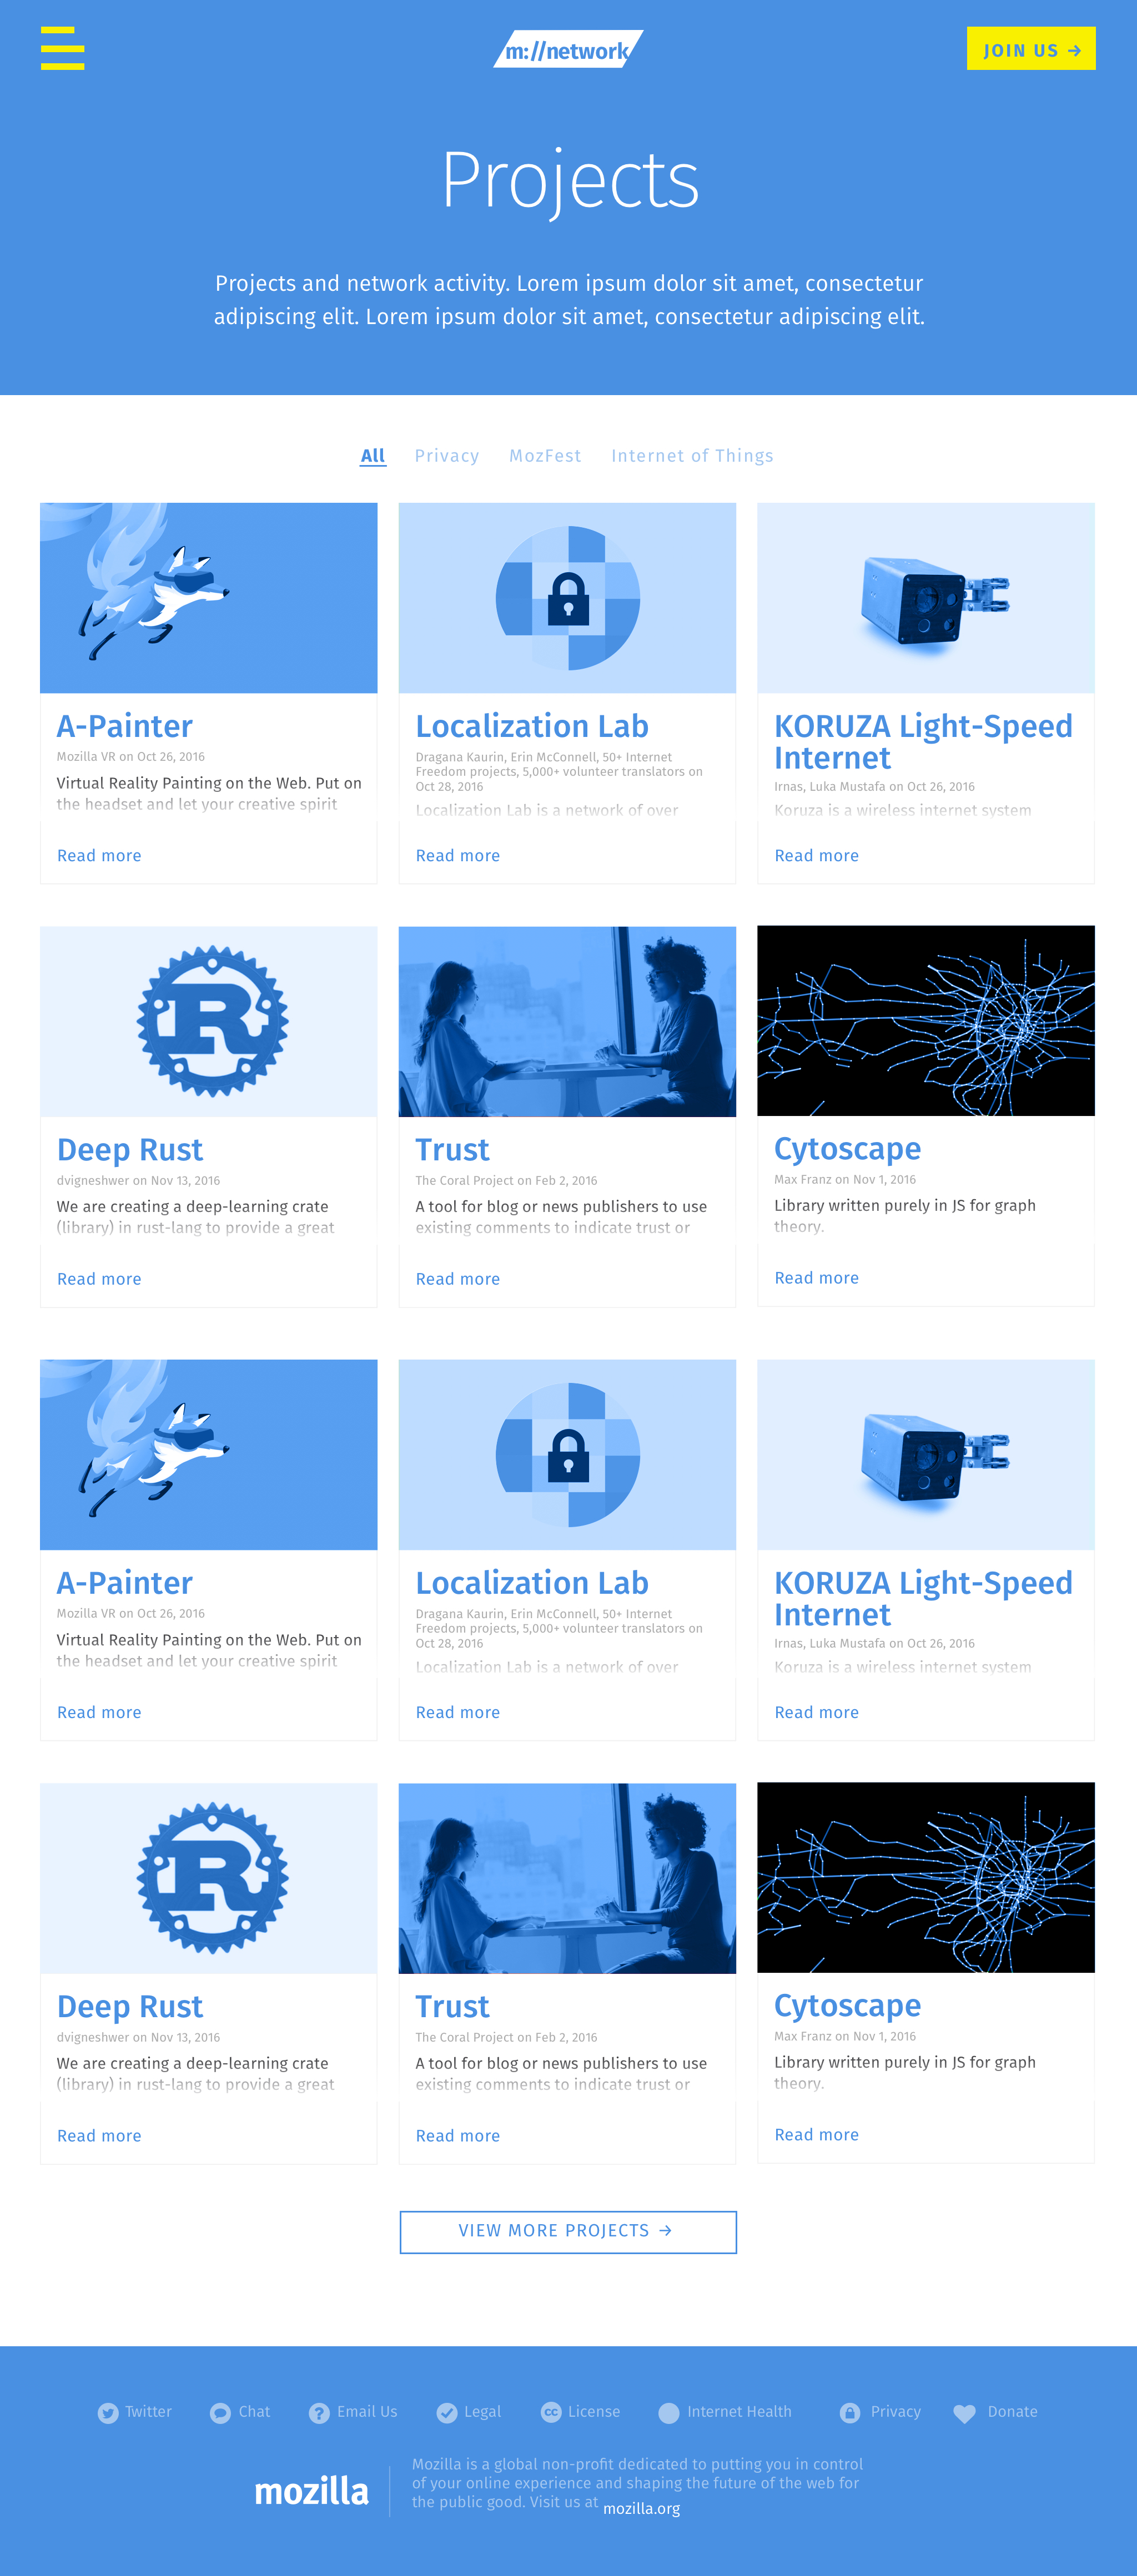 m://network
JOIN US →
Projects
Projects and network activity. Lorem ipsum dolor sit amet, consectetur
adipiscing elit. Lorem ipsum dolor sit amet, consectetur adipiscing elit.
All Privacy MozFest Internet of Things
A-Painter
Mozilla VR on Oct 26, 2016
Virtual Reality Painting on the Web. Put on
the headset and let your creative spirit
Read more
Localization Lab
Dragana Kaurin, Erin McConnell, 50+ Internet
Freedom projects, 5,000+ volunteer translators on
Oct 28, 2016
Localization Lab is a network of over
Read more
KORUZA Light-Speed
Internet
Irnas, Luka Mustafa on Oct 26, 2016
Koruza is a wireless internet system
Read more
R
Deep Rust
dvigneshwer on Nov 13, 2016
We are creating a deep-learning crate
(library) in rust-lang to provide a great
Read more
Trust
The Coral Project on Feb 2, 2016
A tool for blog or news publishers to use
existing comments to indicate trust or
Read more
Cytoscape
Max Franz on Nov 1, 2016
Library written purely in JS for graph
theory.
Read more
A-Painter
Mozilla VR on Oct 26, 2016
Virtual Reality Painting on the Web. Put on
the headset and let your creative spirit
Read more
Localization Lab
Dragana Kaurin, Erin McConnell, 50+ Internet
Freedom projects, 5,000+ volunteer translators on
Oct 28, 2016
Localization Lab is a network of over
Read more
KORUZA Light-Speed
Internet
Irnas, Luka Mustafa on Oct 26, 2016
Koruza is a wireless internet system
Read more
R
Deep Rust
dvigneshwer on Nov 13, 2016
We are creating a deep-learning crate
(library) in rust-lang to provide a great
Read more
Trust
The Coral Project on Feb 2, 2016
A tool for blog or news publishers to use
existing comments to indicate trust or
Read more
Cytoscape
Max Franz on Nov 1, 2016
Library written purely in JS for graph
theory.
Read more
VIEW MORE PROJECTS →
Twitter Chat ? Email Us Legal cc License Internet Health Privacy Donate
mozilla
Mozilla is a global non-profit dedicated to putting you in control
of your online experience and shaping the future of the web for
the public good. Visit us at mozilla.org